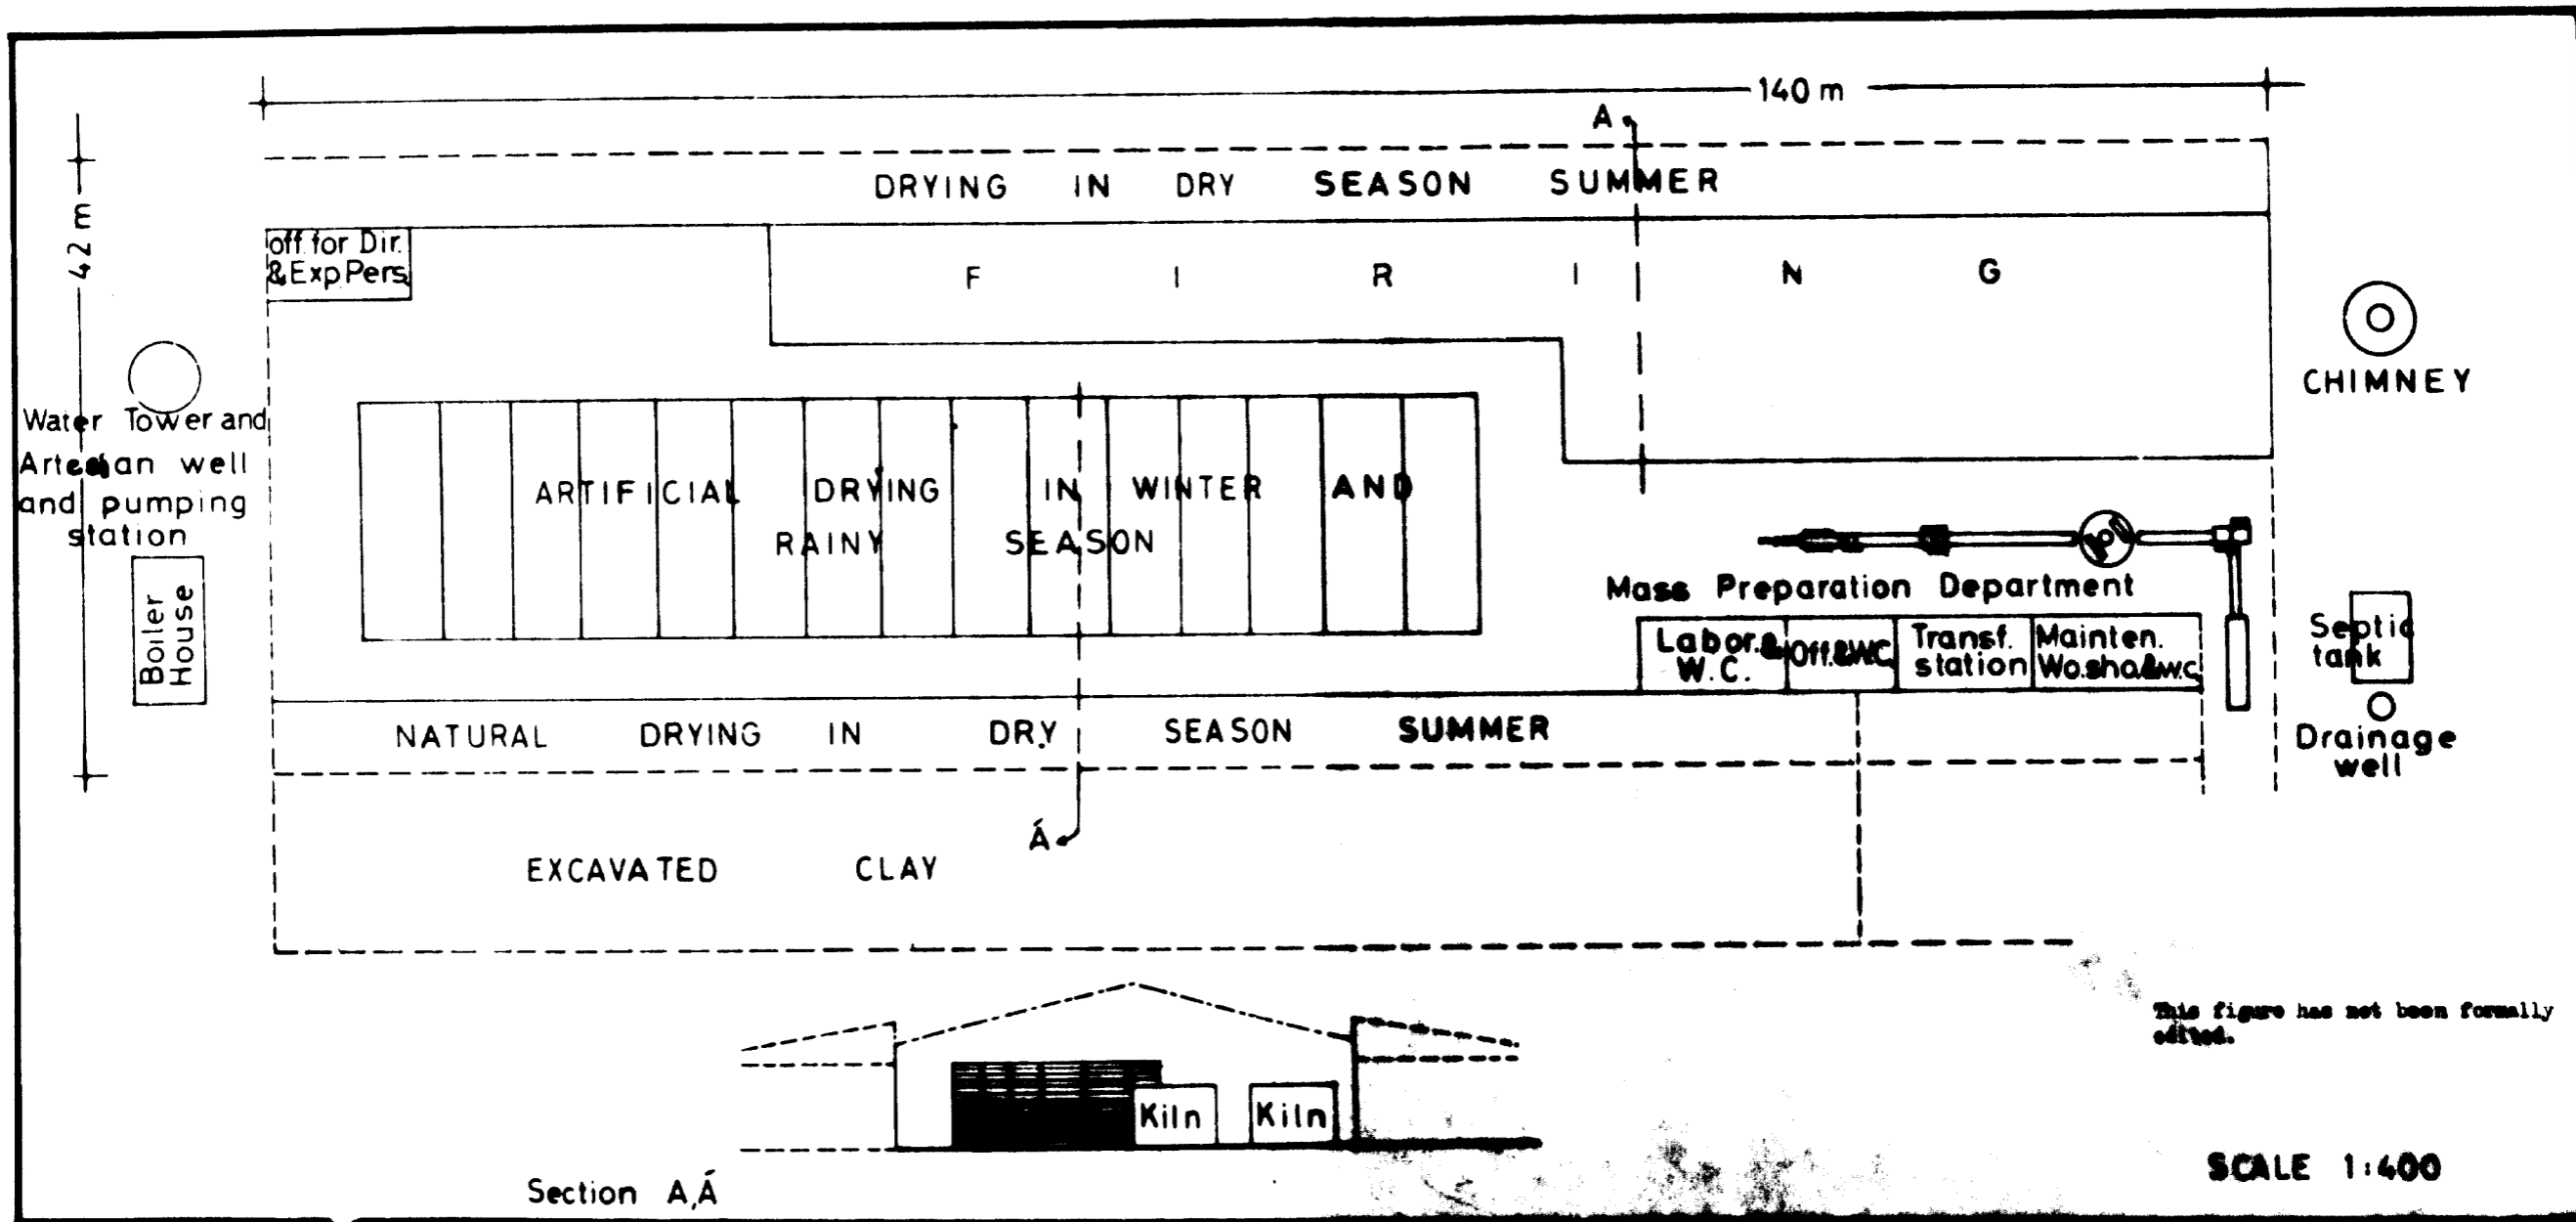 140 m
A
DRYING IN DRY SEASON SUMMER
42 m
off. for Dir.
& Exp Pers.
F I R I N G
CHIMNEY
Water Tower and
Artesian well
and pumping
station
ARTIFICIAL DRYING IN WINTER AND
RAINY SEASON
Boiler
House
Mass Preparation Department
Labor. &
W.C.
Off. & W.C
Transf.
station
Mainten.
Wo.sho.& w.c
Septic
tank
Drainage
well
NATURAL DRYING IN DRY SEASON SUMMER
Á
EXCAVATED CLAY
This figure has not been formally
edited.
Kiln
Kiln
SCALE 1:400
Section A,Á